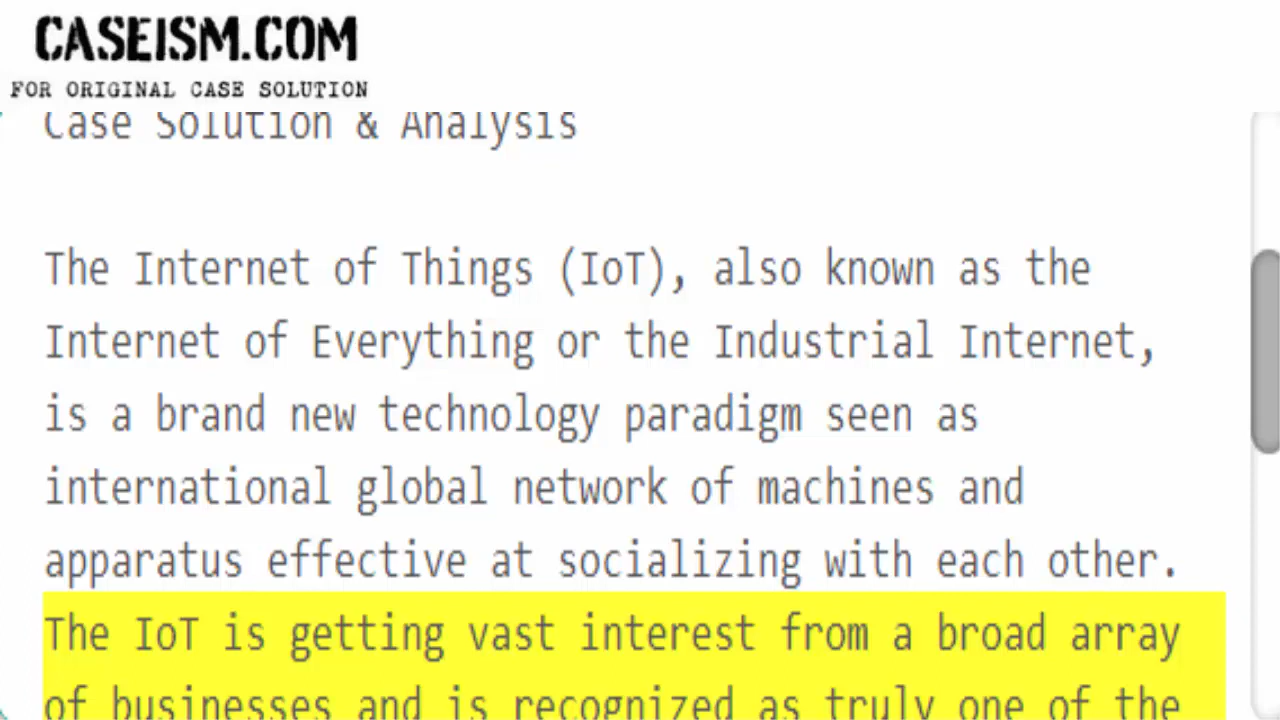 CASEISM.COM
FOR ORIGINAL CASE SOLUTION
Case Solution & Analysis
The Internet of Things (IoT), also known as the
Internet of Everything or the Industrial Internet,
is a brand new technology paradigm seen as
international global network of machines and
apparatus effective at socializing with each other.
The IoT is getting vast interest from a broad array
of businesses and is recognized as truly one of the